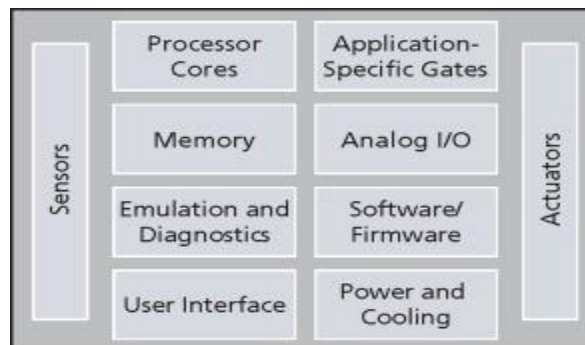 Sensors
Processor
Cores
Application-
Specific Gates
Memory
Analog I/O
Emulation and
Diagnostics
Software/
Firmware
User Interface
Power and
Cooling
Actuators